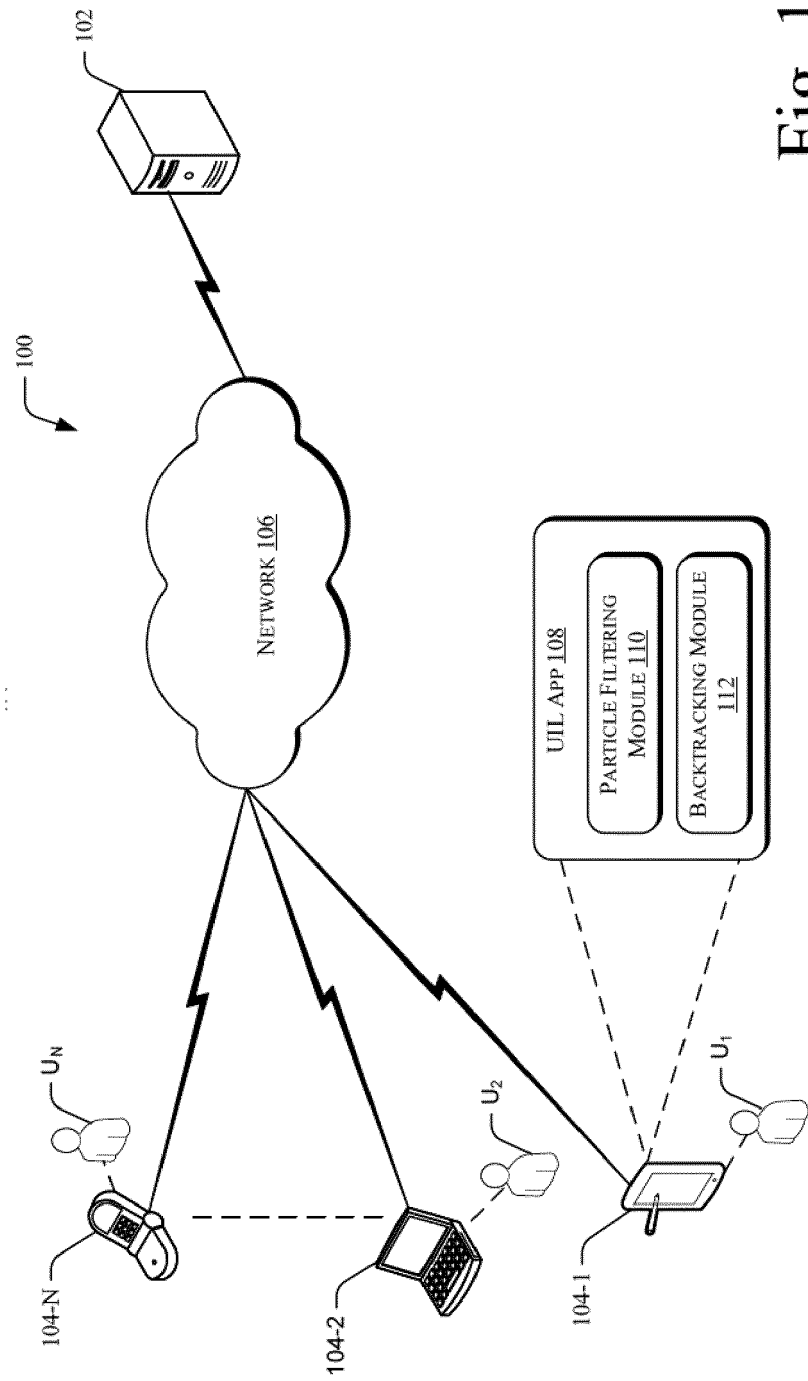 100
102
NETWORK 106
U_N
104-N
U₂
104-2
U₁
104-1
UIL APP 108
PARTICLE FILTERING
MODULE 110
BACKTRACKING MODULE
112
Fig. 1